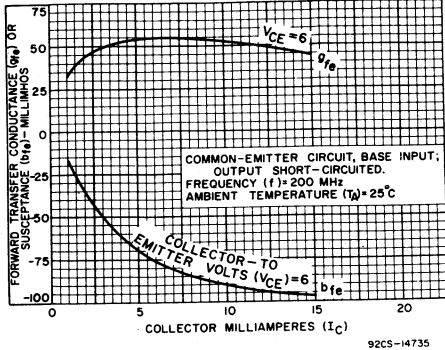 FORWARD TRANSFER CONDUCTANCE (gfe) OR
SUSCEPTANCE (bfe)-MILLIMHOS
75
50
25
0
-25
-50
-75
-100
VCE=6
gfe
COMMON-EMITTER CIRCUIT, BASE INPUT;
OUTPUT SHORT-CIRCUITED.
FREQUENCY (f)=200 MHz
AMBIENT TEMPERATURE (TA)=25°C
COLLECTOR-TO
EMITTER VOLTS (VCE)=6
bfe
0 5 10 15 20
COLLECTOR MILLIAMPERES (IC)
92CS-14735